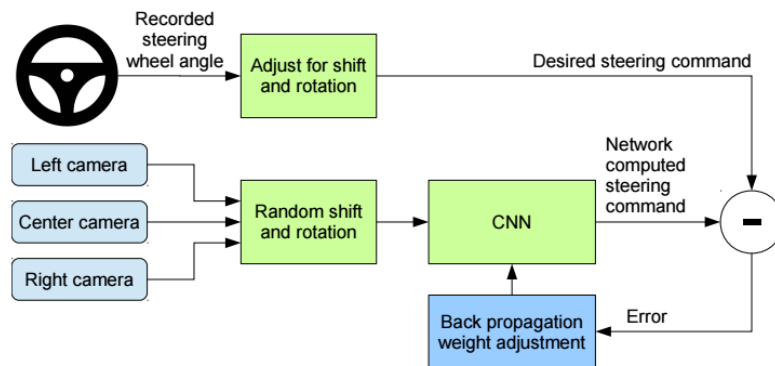 Recorded
steering
wheel angle
Adjust for shift
and rotation
Desired steering command
Left camera
Center camera
Right camera
Random shift
and rotation
CNN
Network
computed
steering
command
-
Back propagation
weight adjustment
Error